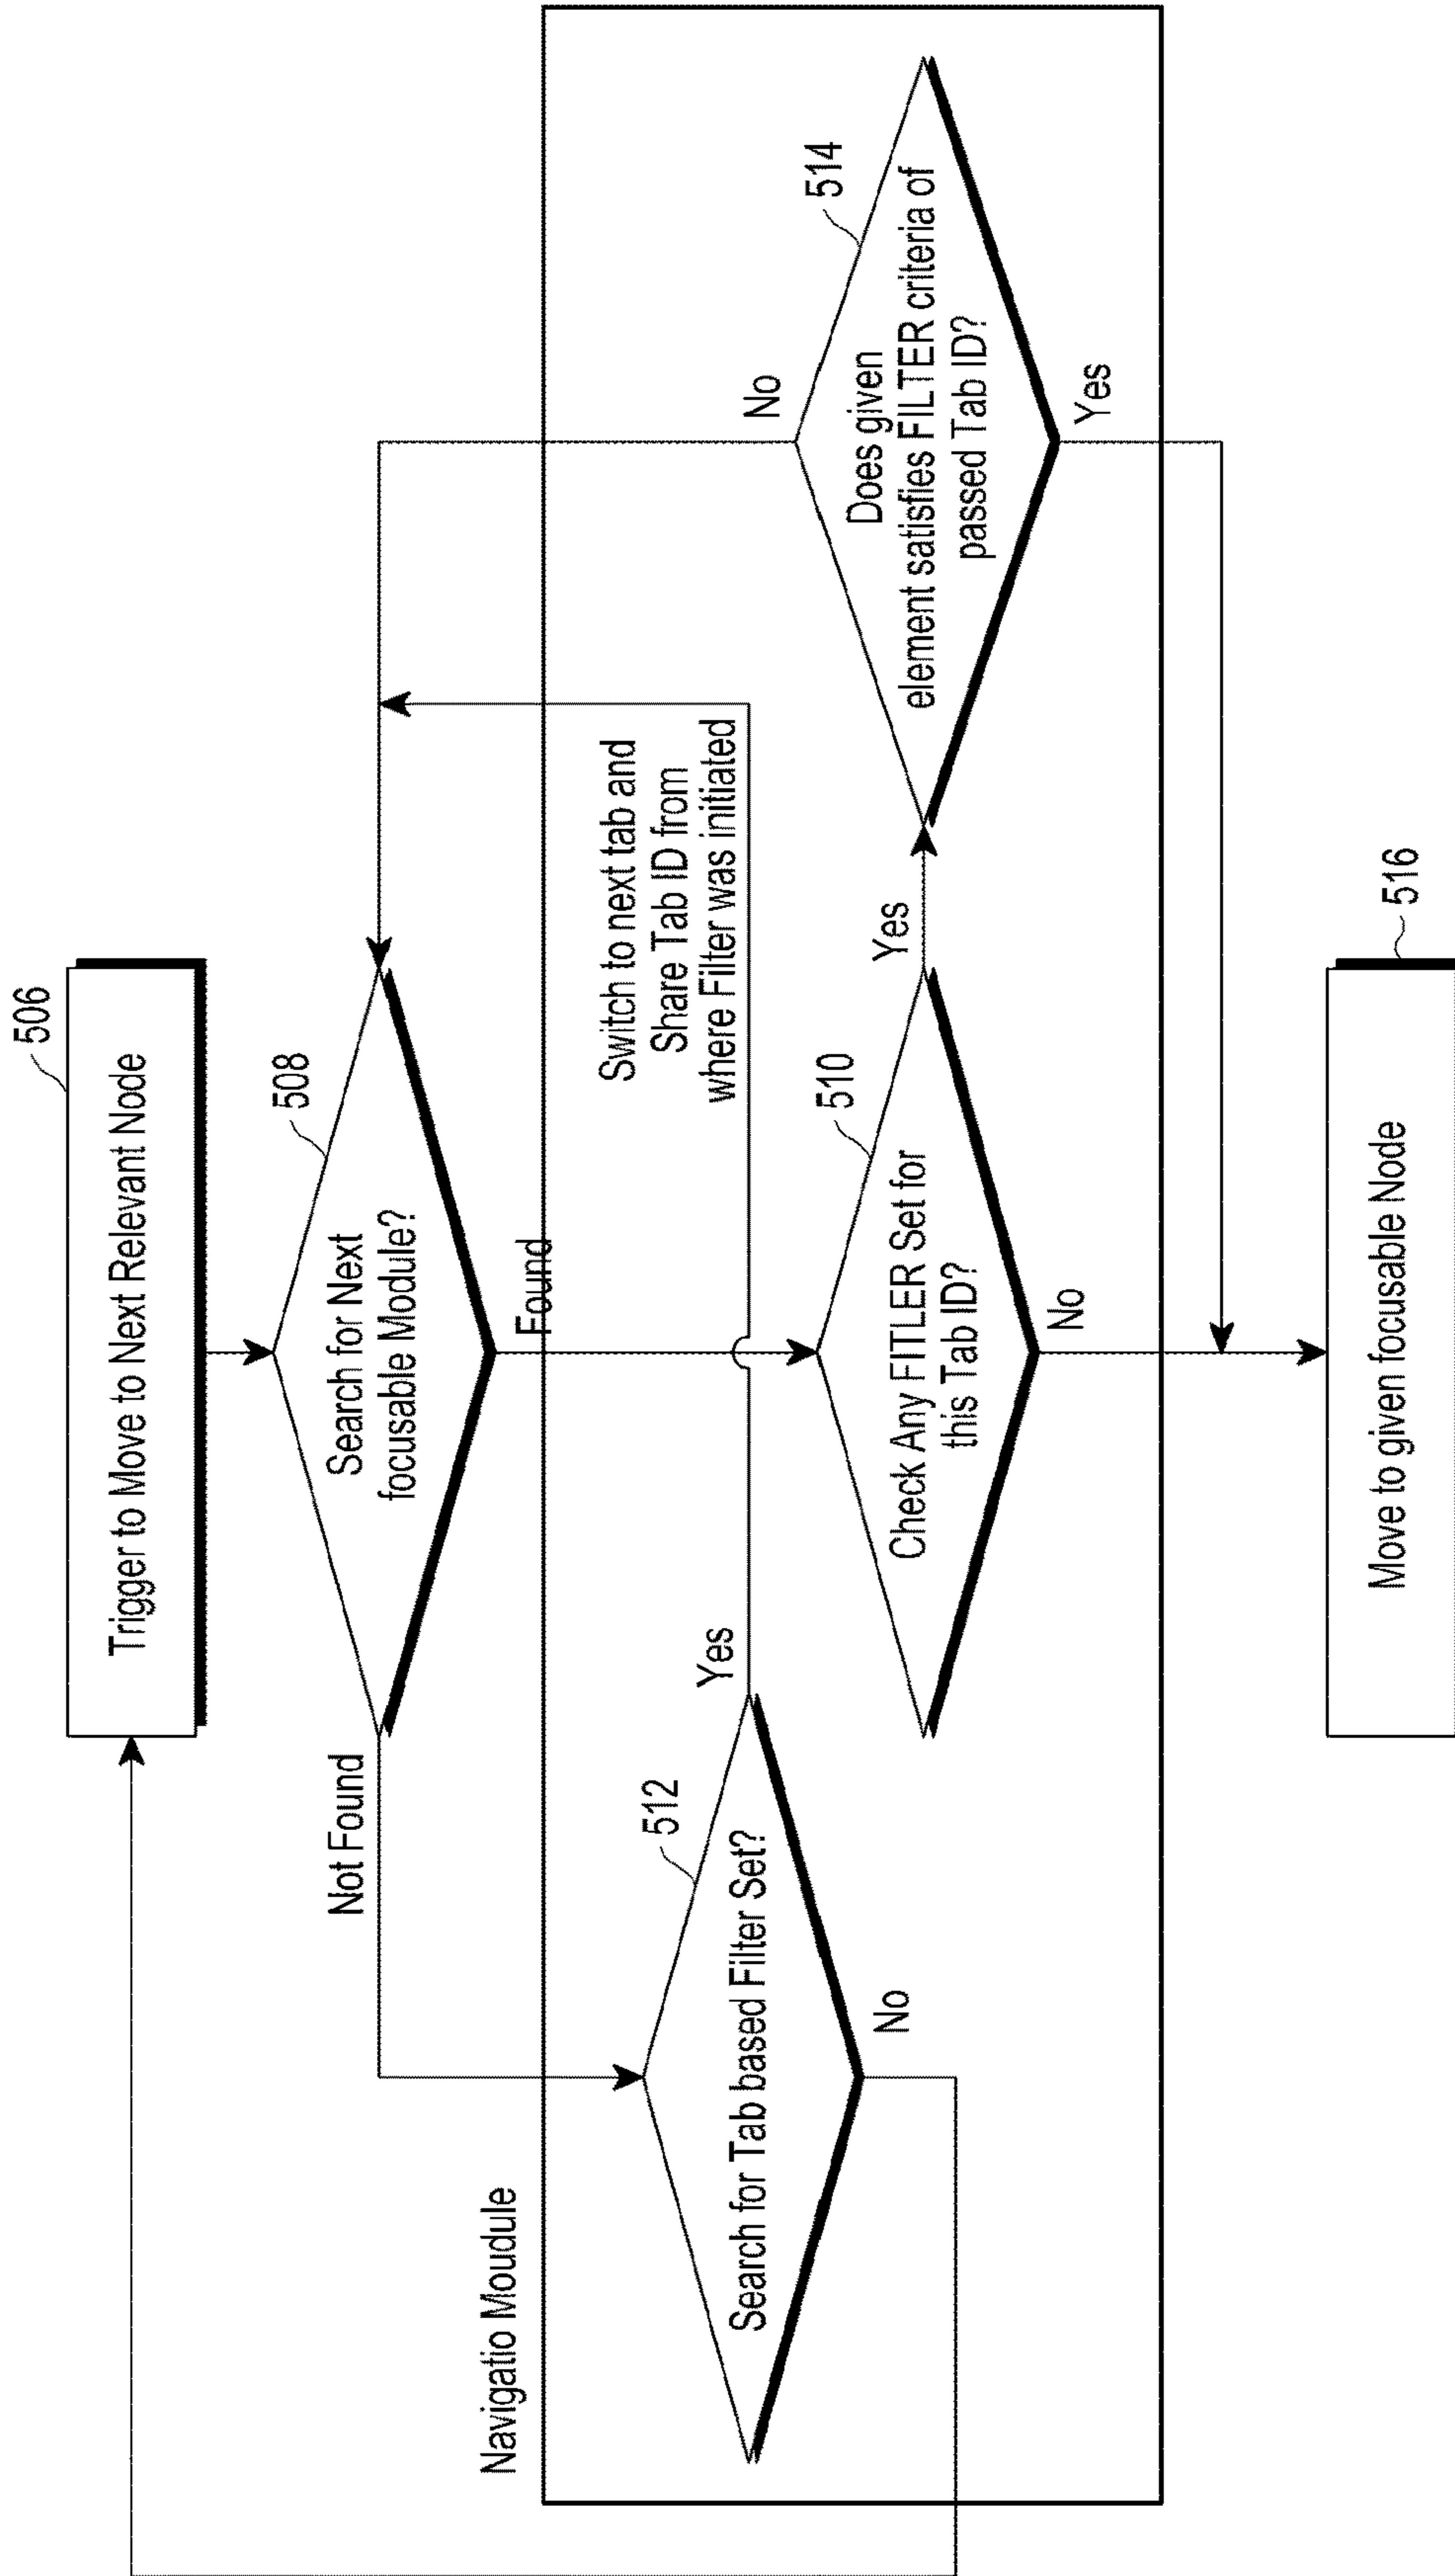 506
Trigger to Move to Next Relevant Node
508
Search for Next
focusable Module?
Not Found
Found
Navigatio Moudule
512
Search for Tab based Filter Set?
Yes
No
Switch to next tab and
Share Tab ID from
where Filter was initiated
510
Check Any FITLER Set for
this Tab ID?
Yes
No
514
Does given
element satisfies FILTER criteria of
passed Tab ID?
No
Yes
516
Move to given focusable Node